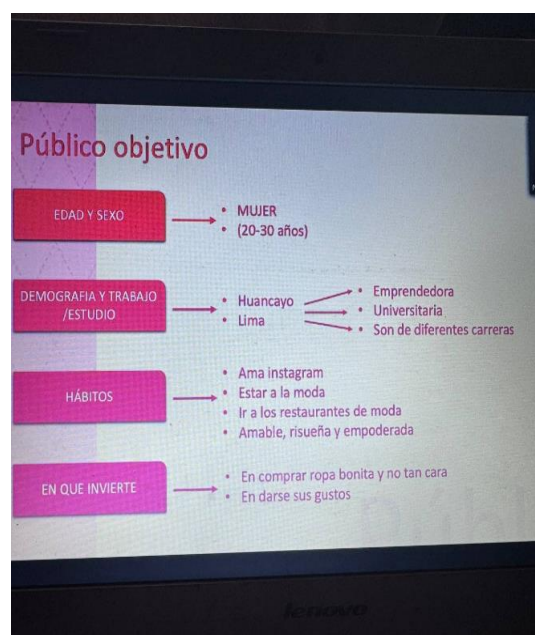 Público objetivo
EDAD Y SEXO
• MUJER
• (20-30 años)
DEMOGRAFIA Y TRABAJO
/ESTUDIO
• Huancayo
• Lima
• Emprendedora
• Universitaria
• Son de diferentes carreras
HÁBITOS
• Ama instagram
• Estar a la moda
• Ir a los restaurantes de moda
• Amable, risueña y empoderada
EN QUE INVIERTE
• En comprar ropa bonita y no tan cara
• En darse sus gustos
lenovo